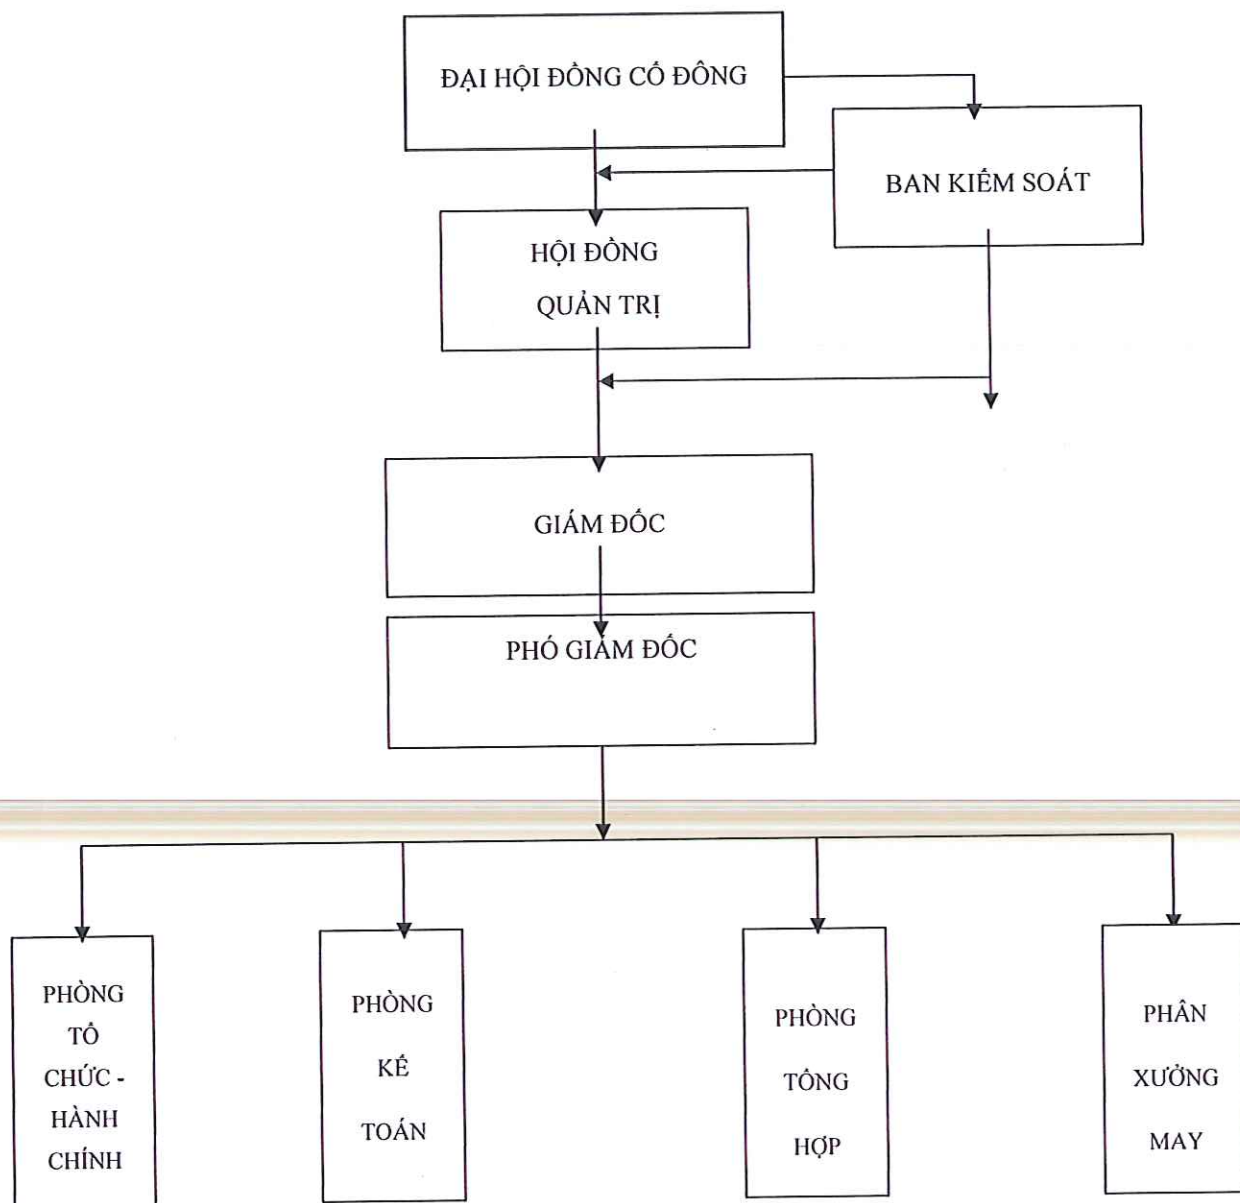 ĐẠI HỘI ĐỒNG CỔ ĐÔNG
BAN KIỂM SOÁT
HỘI ĐỒNG
QUẢN TRỊ
GIÁM ĐỐC
PHÓ GIÁM ĐỐC
PHÒNG
TỔ
CHỨC -
HÀNH
CHÍNH
PHÒNG
KẾ
TOÁN
PHÒNG
TỔNG
HỢP
PHÂN
XƯỞNG
MAY